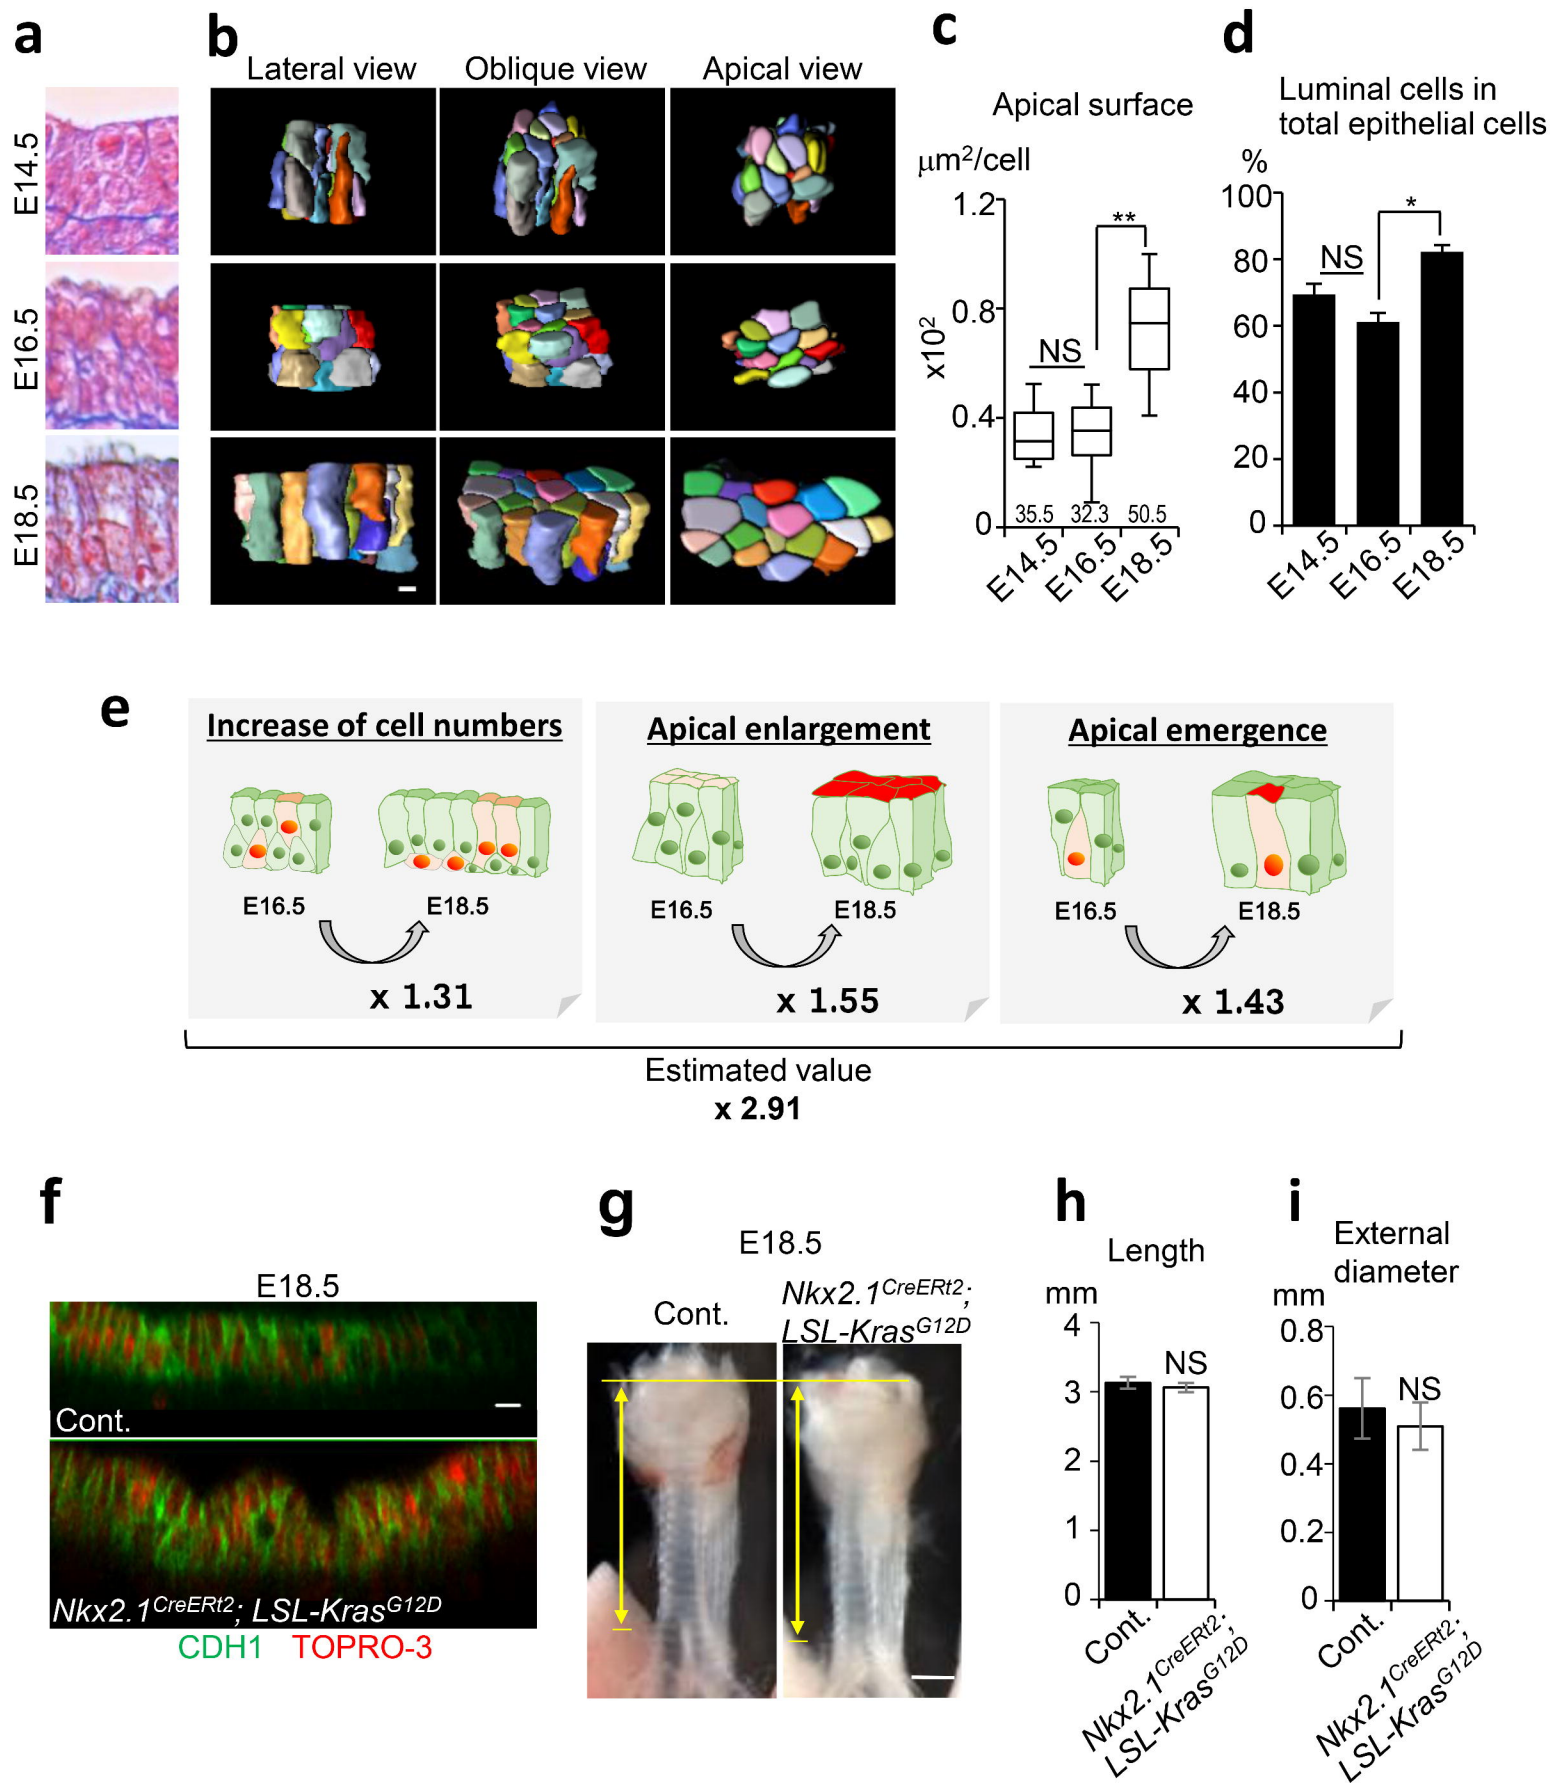 a
b
c
d
Lateral view
Oblique view
Apical view
E14.5
E16.5
E18.5
Apical surface
μm²/cell
x10²
1.2
0.8
0.4
0
NS
**
35.5
32.3
50.5
E14.5
E16.5
E18.5
Luminal cells in
total epithelial cells
%
100
80
60
40
20
0
NS
*
E14.5
E16.5
E18.5
e
Increase of cell numbers
E16.5
E18.5
x 1.31
Apical enlargement
E16.5
E18.5
x 1.55
Apical emergence
E16.5
E18.5
x 1.43
Estimated value
x 2.91
f
E18.5
Cont.
Nkx2.1CreERt2; LSL-KrasG12D
CDH1 TOPRO-3
g
E18.5
Cont.
Nkx2.1CreERt2;
LSL-KrasG12D
h
Length
mm
4
3
2
1
0
NS
Cont.
Nkx2.1CreERt2;
LSL-KrasG12D
i
External
diameter
mm
0.8
0.6
0.4
0.2
0
NS
Cont.
Nkx2.1CreERt2;
LSL-KrasG12D